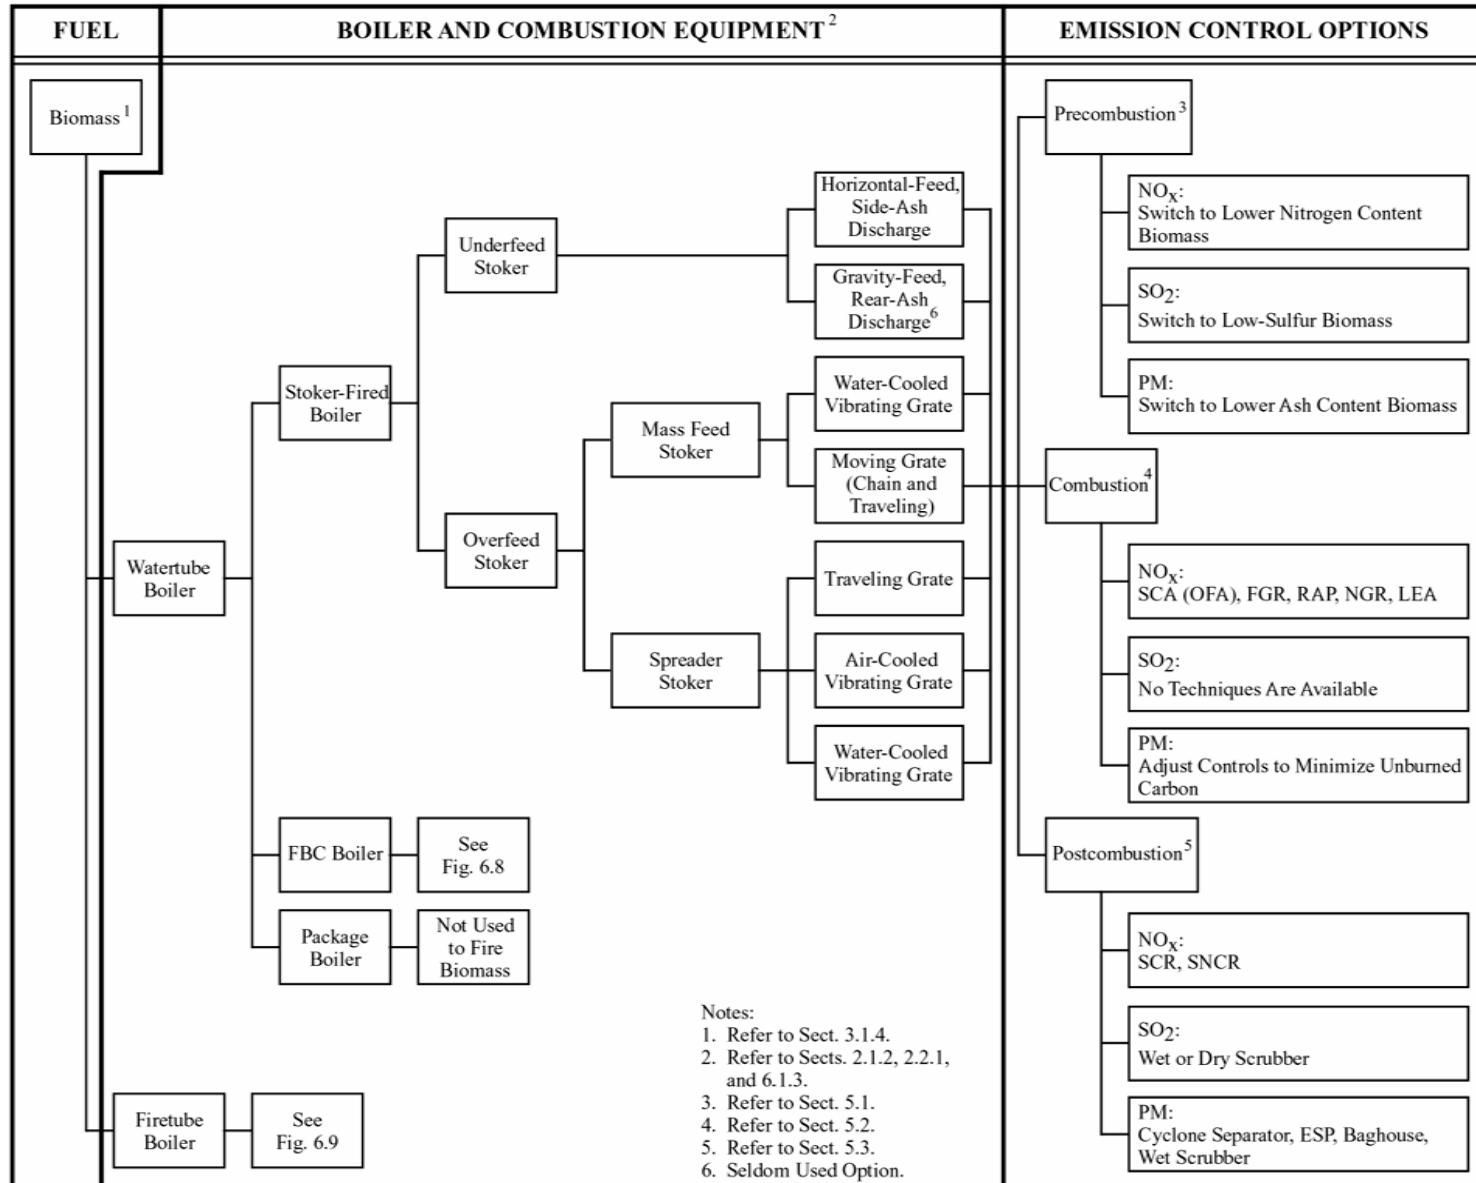 FUEL
BOILER AND COMBUSTION EQUIPMENT 2
EMISSION CONTROL OPTIONS
Biomass 1
Watertube
Boiler
Firetube
Boiler
See
Fig. 6.9
Stoker-Fired
Boiler
FBC Boiler
See
Fig. 6.8
Package
Boiler
Not Used
to Fire
Biomass
Underfeed
Stoker
Overfeed
Stoker
Mass Feed
Stoker
Spreader
Stoker
Horizontal-Feed,
Side-Ash
Discharge
Gravity-Feed,
Rear-Ash
Discharge 6
Water-Cooled
Vibrating Grate
Moving Grate
(Chain and
Traveling)
Traveling Grate
Air-Cooled
Vibrating Grate
Water-Cooled
Vibrating Grate
Precombustion 3
NOx:
Switch to Lower Nitrogen Content
Biomass
SO2:
Switch to Low-Sulfur Biomass
PM:
Switch to Lower Ash Content Biomass
Combustion 4
NOx:
SCA (OFA), FGR, RAP, NGR, LEA
SO2:
No Techniques Are Available
PM:
Adjust Controls to Minimize Unburned
Carbon
Postcombustion 5
NOx:
SCR, SNCR
SO2:
Wet or Dry Scrubber
PM:
Cyclone Separator, ESP, Baghouse,
Wet Scrubber
Notes:
1. Refer to Sect. 3.1.4.
2. Refer to Sects. 2.1.2, 2.2.1,
and 6.1.3.
3. Refer to Sect. 5.1.
4. Refer to Sect. 5.2.
5. Refer to Sect. 5.3.
6. Seldom Used Option.